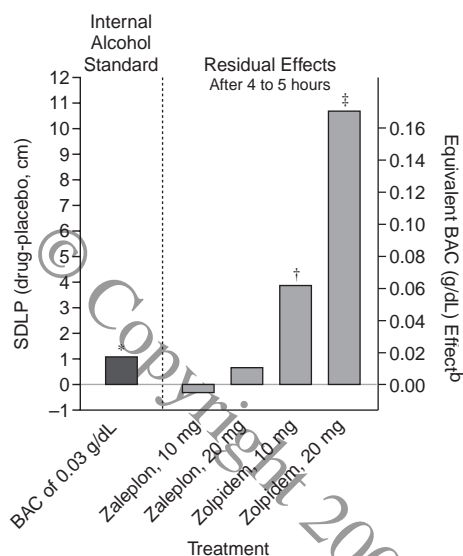 Internal
Alcohol
Standard
Residual Effects
After 4 to 5 hours
SDLP (drug-placebo, cm)
12
11
10
9
8
7
6
5
4
3
2
1
0
–1
*
†
‡
0.16
0.14
0.12
0.10
0.08
0.06
0.04
0.02
0.00
Equivalent BAC (g/dL) Effectb
BAC of 0.03 g/dL
Zaleplon, 10 mg
Zaleplon, 20 mg
Zolpidem, 10 mg
Zolpidem, 20 mg
Treatment
© Copyright 200